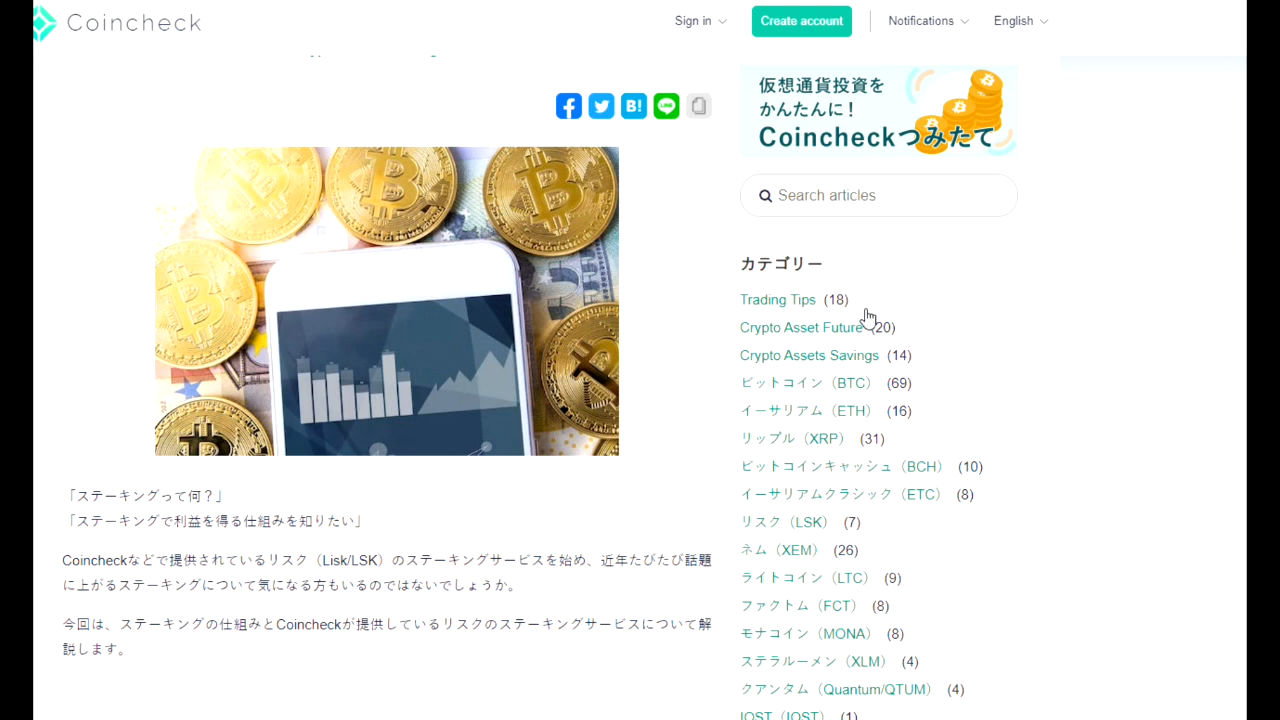 Coincheck
Sign in
Create account
Notifications
English
B!
LINE
仮想通貨投資を
かんたんに!
Coincheckつみたて
Search articles
カテゴリー
Trading Tips (18)
Crypto Asset Future (20)
Crypto Assets Savings (14)
ビットコイン（BTC） (69)
イーサリアム（ETH） (16)
リップル（XRP） (31)
ビットコインキャッシュ（BCH） (10)
イーサリアムクラシック（ETC） (8)
リスク（LSK） (7)
ネム（XEM） (26)
ライトコイン（LTC） (9)
ファクトム（FCT） (8)
モナコイン（MONA） (8)
ステラルーメン（XLM） (4)
クアンタム（Quantum/QTUM） (4)
IOST（IOST） (1)
「ステーキングって何？」
「ステーキングで利益を得る仕組みを知りたい」
Coincheckなどで提供されているリスク（Lisk/LSK）のステーキングサービスを始め、近年たびたび話題
に上がるステーキングについて気になる方もいるのではないでしょうか。
今回は、ステーキングの仕組みとCoincheckが提供しているリスクのステーキングサービスについて解
説します。